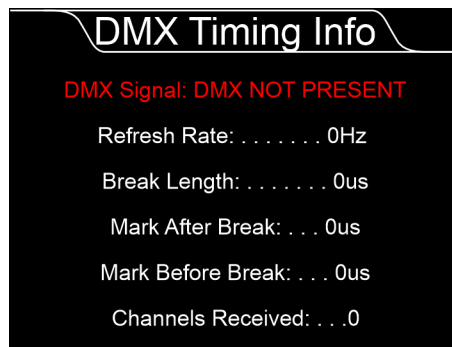 DMX Timing Info
DMX Signal: DMX NOT PRESENT
Refresh Rate: . . . . . . . 0Hz
Break Length: . . . . . . . 0us
Mark After Break: . . . 0us
Mark Before Break: . . . 0us
Channels Received: . . .0